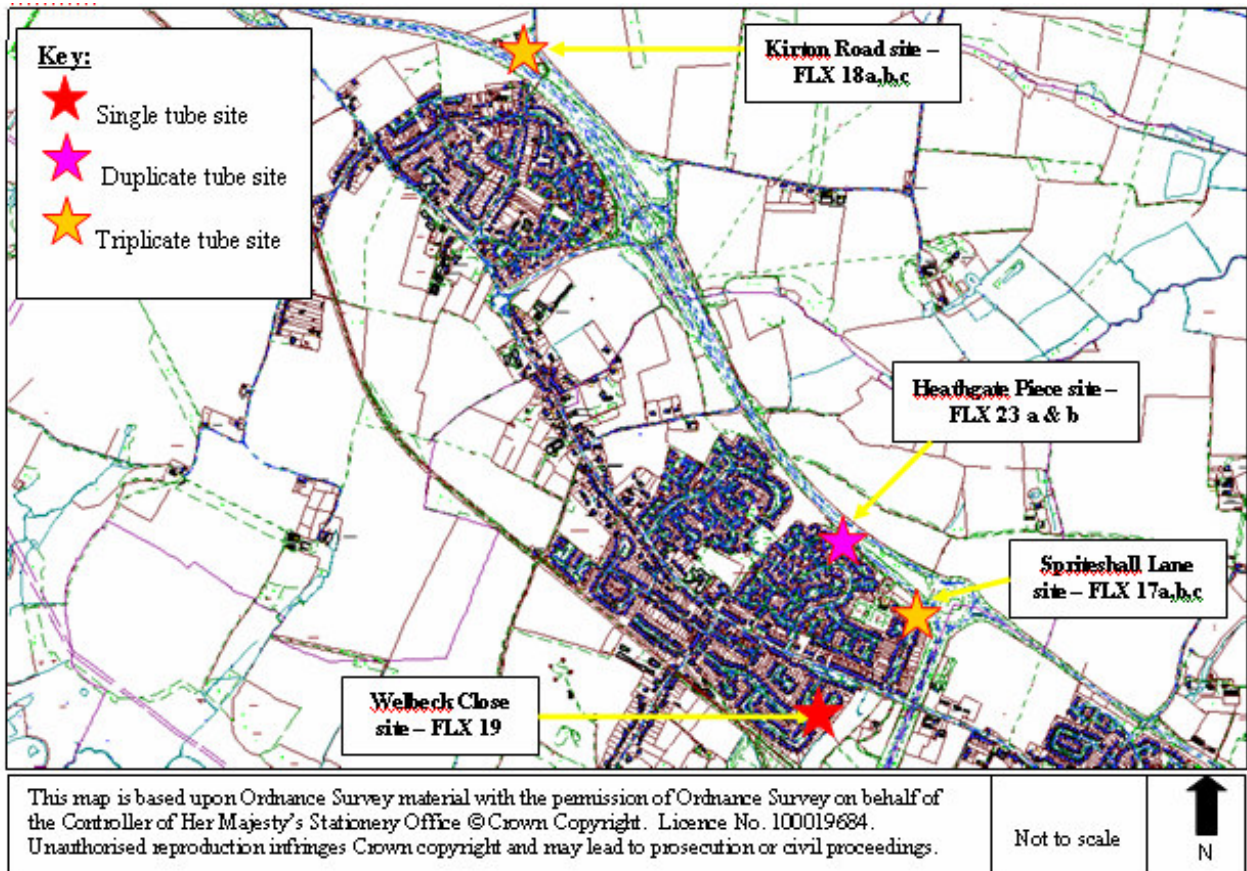 Key:
Single tube site
Duplicate tube site
Triplicate tube site
Kirton Road site –
FLX 18a,b,c
Heathgate Piece site –
FLX 23 a & b
Spriteshall Lane
site – FLX 17a,b,c
Welbeck Close
site – FLX 19
This map is based upon Ordnance Survey material with the permission of Ordnance Survey on behalf of
the Controller of Her Majesty's Stationery Office © Crown Copyright. Licence No. 100019684.
Unauthorised reproduction infringes Crown copyright and may lead to prosecution or civil proceedings.
Not to scale
N